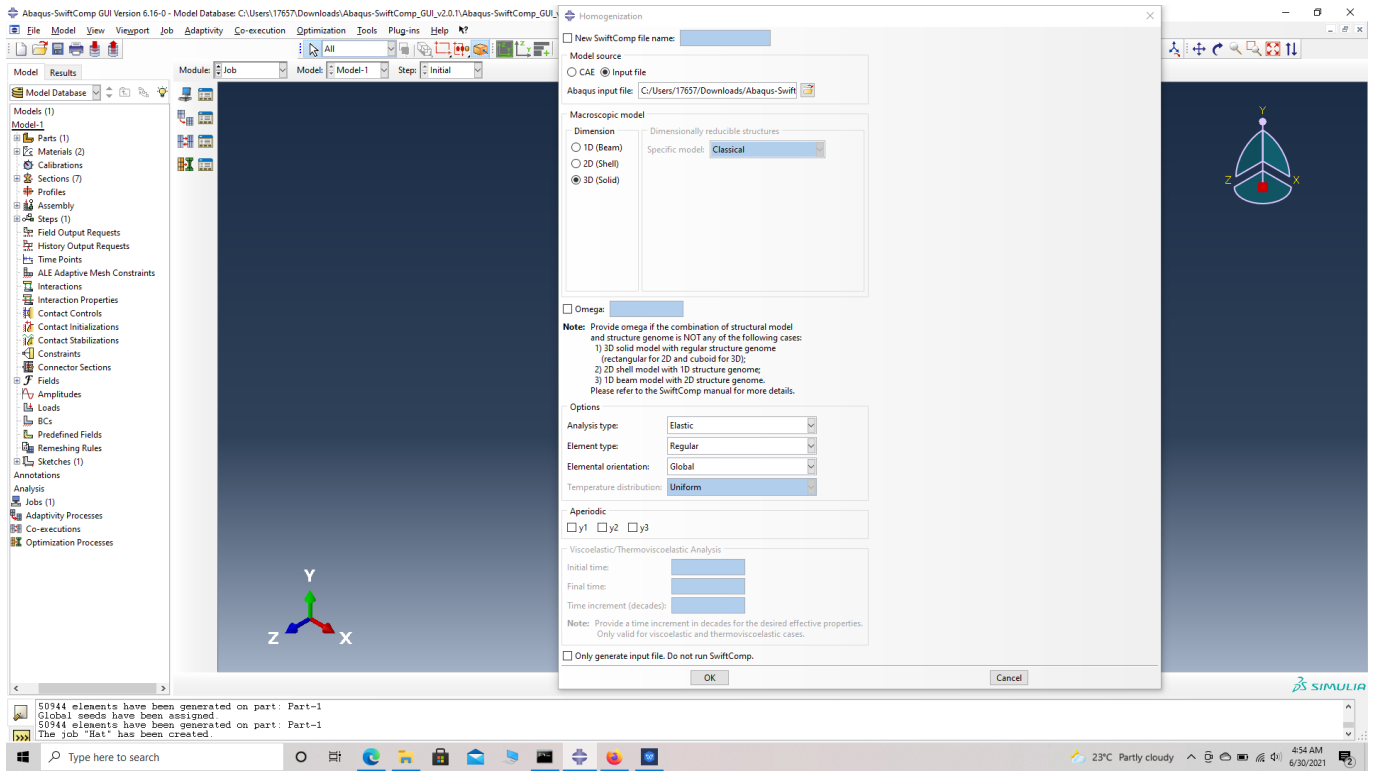 Abaqus-SwiftComp GUI Version 6.16-0 - Model Database: C:\Users\17657\Downloads\Abaqus-SwiftComp_GUI_v2.0.1\Abaqus-SwiftComp_GUI_v
File Model View Viewport Job Adaptivity Co-execution Optimization Tools Plug-ins Help
All
Model Results
Module: Job Model: Model-1 Step: Initial
Model Database
Models (1)
Model-1
Parts (1)
Materials (2)
Calibrations
Sections (7)
Profiles
Assembly
Steps (1)
Field Output Requests
History Output Requests
Time Points
ALE Adaptive Mesh Constraints
Interactions
Interaction Properties
Contact Controls
Contact Initializations
Contact Stabilizations
Constraints
Connector Sections
Fields
Amplitudes
Loads
BCs
Predefined Fields
Remeshing Rules
Sketches (1)
Annotations
Analysis
Jobs (1)
Adaptivity Processes
Co-executions
Optimization Processes
Y
Z X
Homogenization
New SwiftComp file name:
Model source
CAE Input file
Abaqus input file: C:/Users/17657/Downloads/Abaqus-Swift
Macroscopic model
Dimension
1D (Beam)
2D (Shell)
3D (Solid)
Dimensionally reducible structures
Specific model: Classical
Omega:
Note: Provide omega if the combination of structural model
and structure genome is NOT any of the following cases:
1) 3D solid model with regular structure genome
(rectangular for 2D and cuboid for 3D);
2) 2D shell model with 1D structure genome;
3) 1D beam model with 2D structure genome.
Please refer to the SwiftComp manual for more details.
Options
Analysis type: Elastic
Element type: Regular
Elemental orientation: Global
Temperature distribution: Uniform
Aperiodic
y1 y2 y3
Viscoelastic/Thermoviscoelastic Analysis
Initial time:
Final time:
Time increment (decades):
Note: Provide a time increment in decades for the desired effective properties.
Only valid for viscoelastic and thermoviscoelastic cases.
Only generate input file. Do not run SwiftComp.
OK Cancel
Y
Z X
SIMULIA
50944 elements have been generated on part: Part-1
Global seeds have been assigned.
50944 elements have been generated on part: Part-1
The job "Hat" has been created.
Type here to search
23°C Partly cloudy
4:54 AM
6/30/2021
2